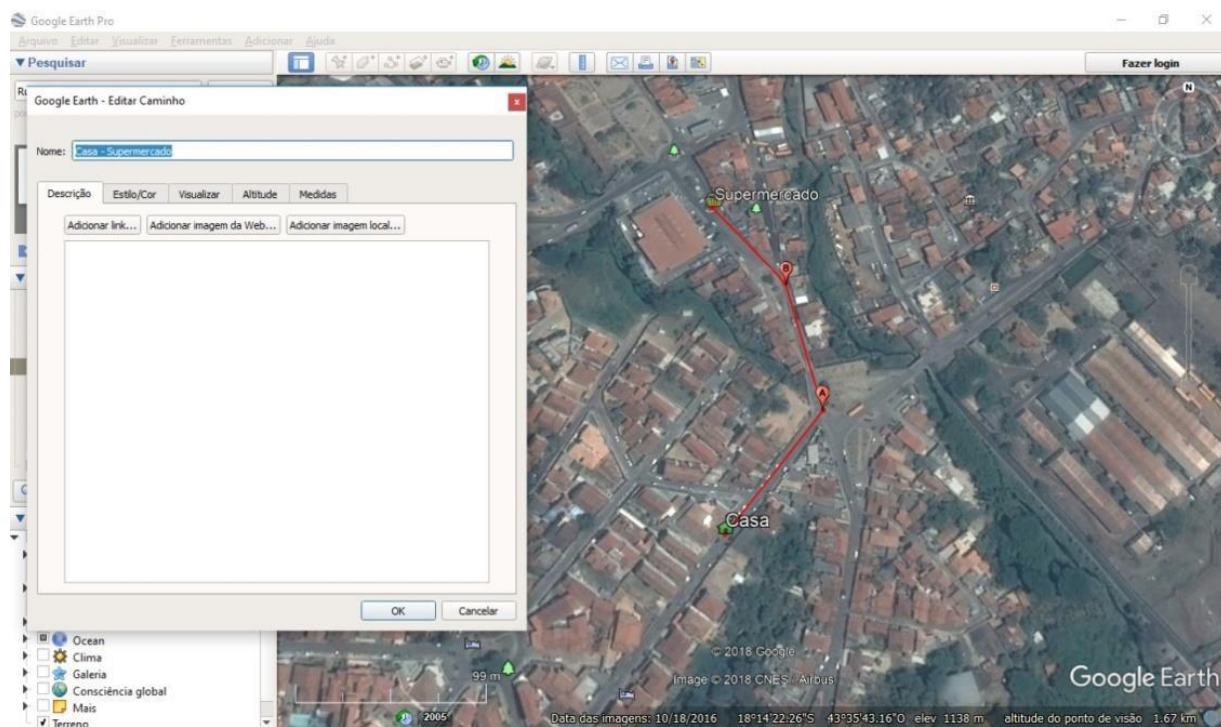 Google Earth Pro
Arquivo Editar Visualizar Ferramentas Adicionar Ajuda
Pesquisar
Fazer login
Google Earth - Editar Caminho
N
Nome: Casa - Supermercado
Descrição Estilo/Cor Visualizar Altitude Medidas
Adicionar link... Adicionar imagem da Web... Adicionar imagem local...
Supermercado
B
A
Casa
OK Cancelar
Ocean
Clima
Galeria
Consciência global
Mais
Terreno
99 m
© 2018 Google
Image © 2018 CNES / Airbus
Google Earth
2005
Data das imagens: 10/18/2016 18°14'22.26"S 43°35'43.16"O elev 1138 m altitude do ponto de visão 1.67 km